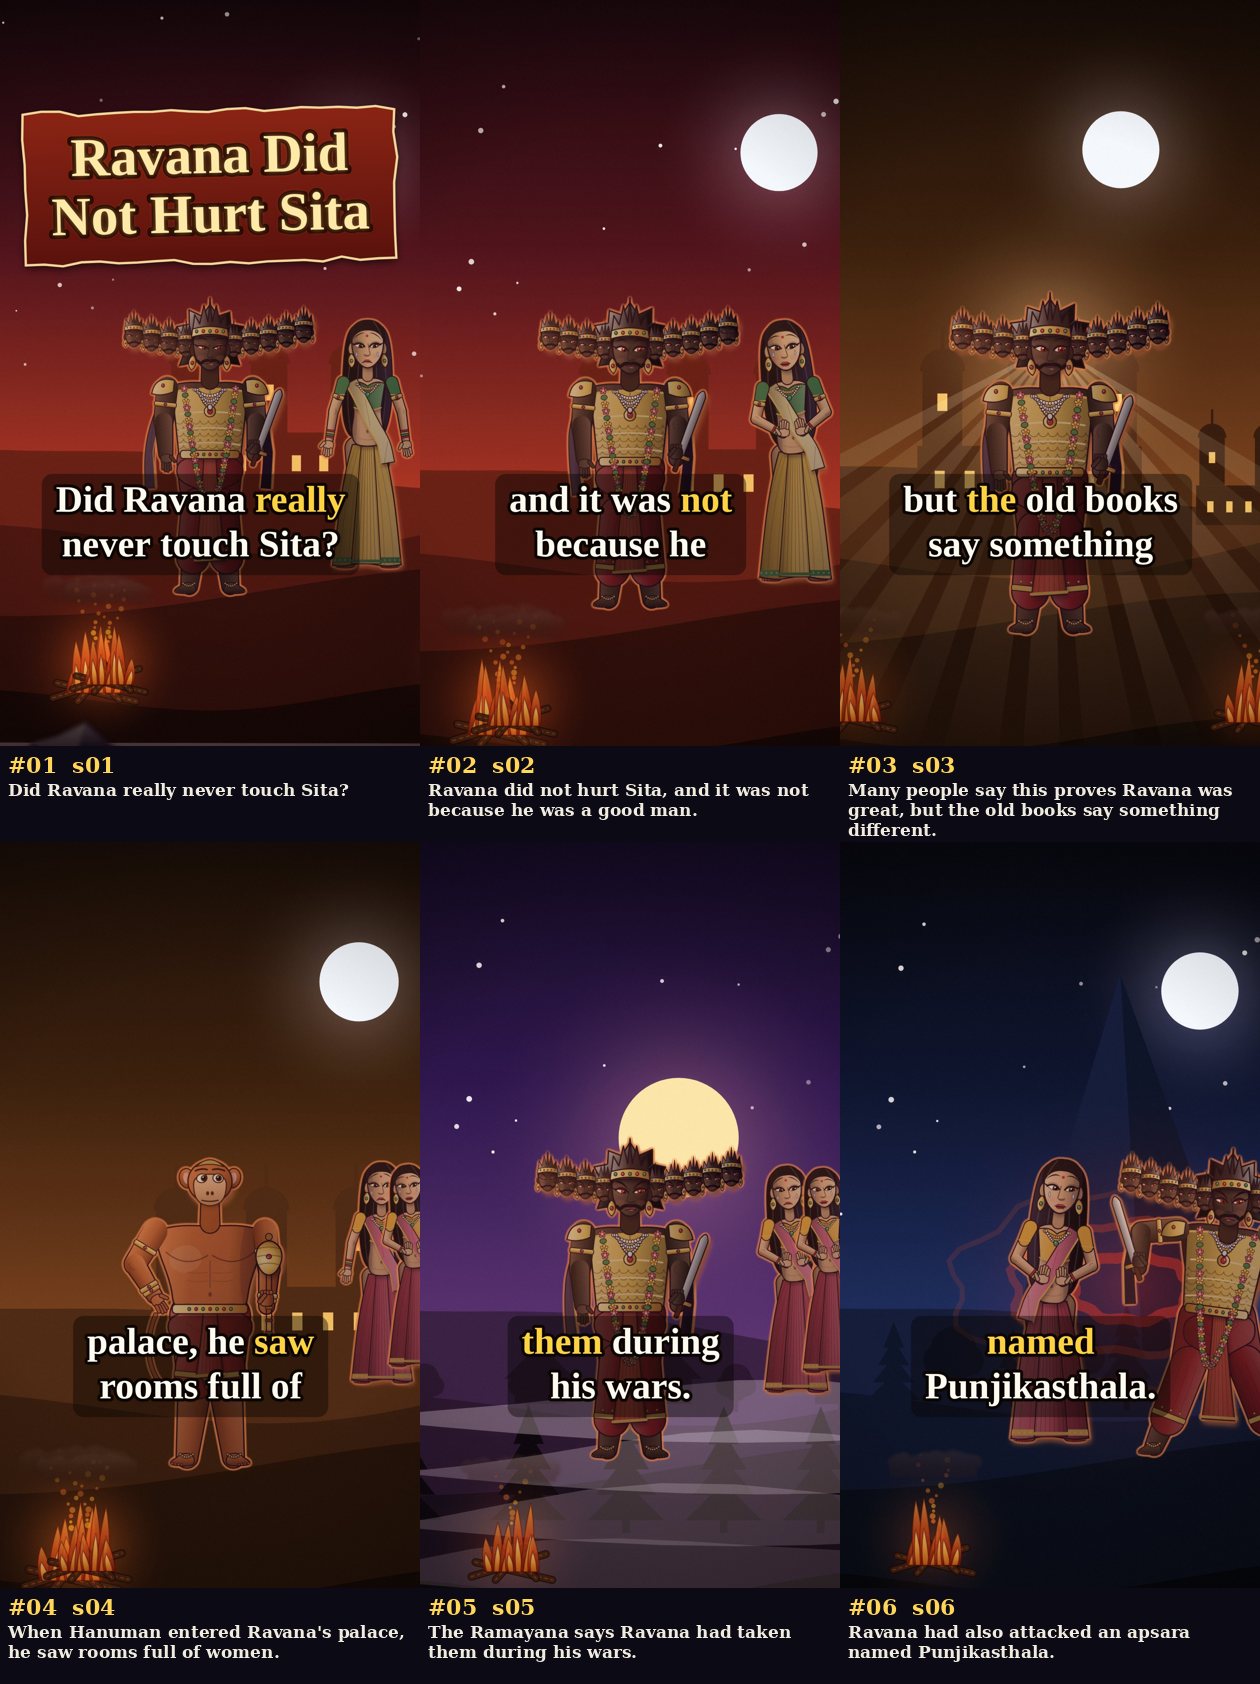 Ravana Did
Not Hurt Sita
Did Ravana really
never touch Sita?
#01 s01
Did Ravana really never touch Sita?
and it was not
because he
#02 s02
Ravana did not hurt Sita, and it was not
because he was a good man.
but the old books
say something
#03 s03
Many people say this proves Ravana was
great, but the old books say something
different.
palace, he saw
rooms full of
#04 s04
When Hanuman entered Ravana's palace,
he saw rooms full of women.
them during
his wars.
#05 s05
The Ramayana says Ravana had taken
them during his wars.
named
Punjikasthala.
#06 s06
Ravana had also attacked an apsara
named Punjikasthala.